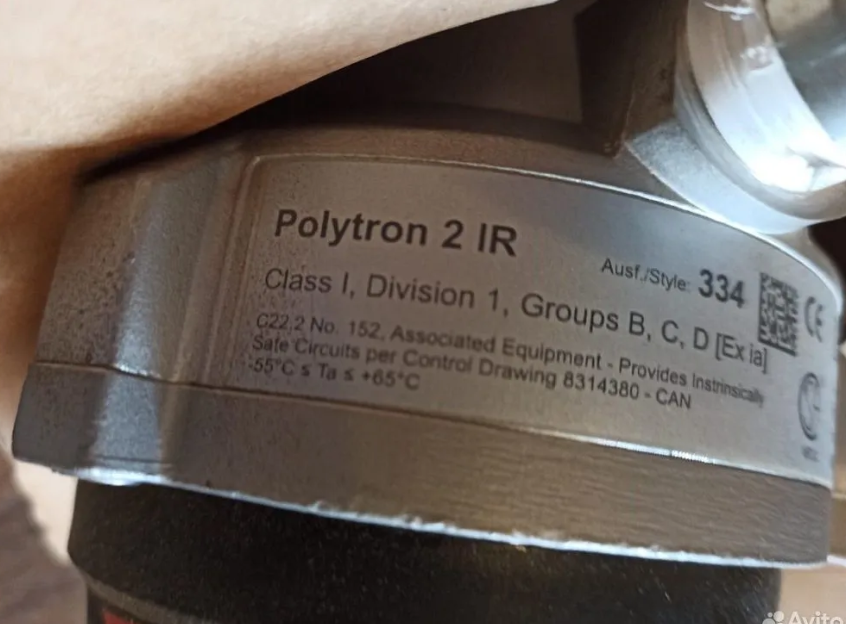 Polytron 2 IR
Ausf./Style: 334
Class I, Division 1, Groups B, C, D [Ex ia]
C22.2 No. 152, Associated Equipment - Provides Instrinsically
Safe Circuits per Control Drawing 8314380 - CAN
-55°C ≤ Ta ≤ +65°C
CE
Avito